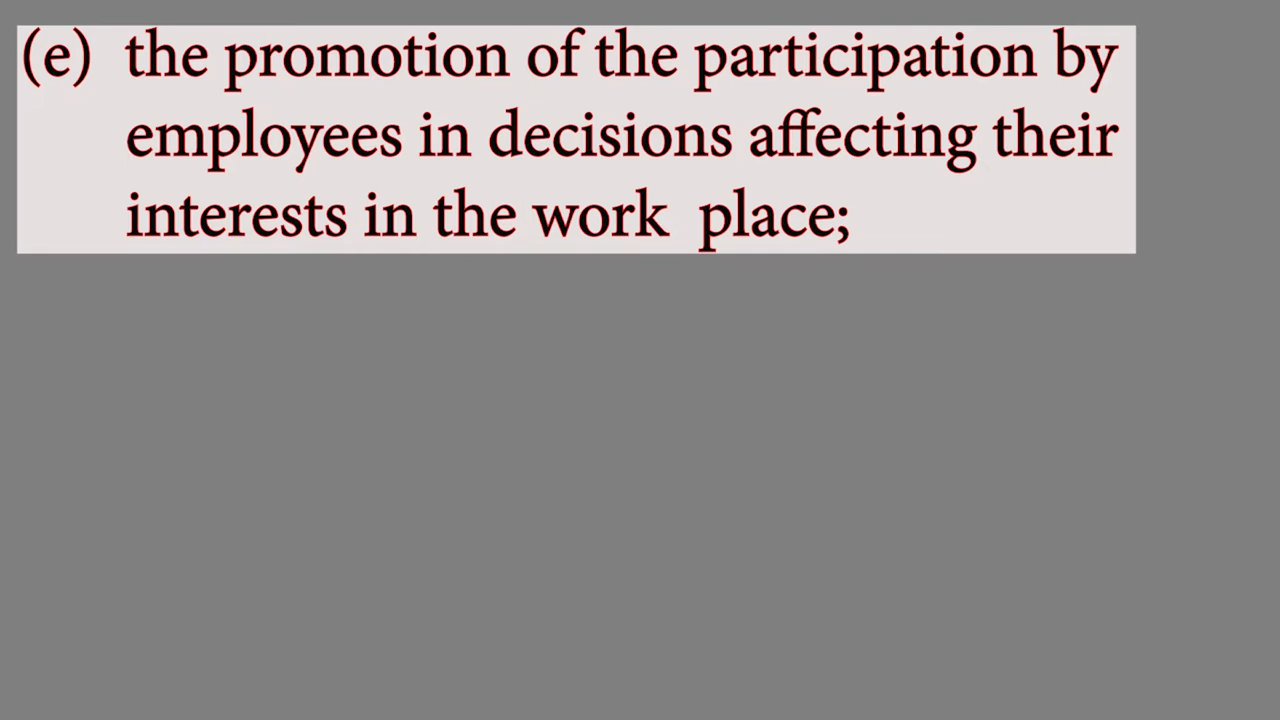 (e) the promotion of the participation by
employees in decisions affecting their
interests in the work place;